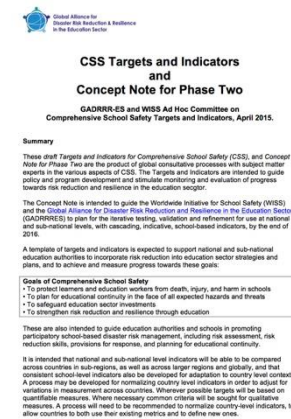 Global Alliance for
Disaster Risk Reduction & Resilience
in the Education Sector
CSS Targets and Indicators
and
Concept Note for Phase Two
GADRRR-ES and WISS Ad Hoc Committee on
Comprehensive School Safety Targets and Indicators, April 2015.
Summary
These draft Targets and Indicators for Comprehensive School Safety (CSS), and Concept
Note for Phase Two are the product of global consultative processes with subject matter
experts in the various aspects of CSS. The Targets and Indicators are intended to guide
policy and program development and stimulate monitoring and evaluation of progress
towards risk reduction and resilience in the education secgtor.
The Concept Note is intended to guide the Worldwide Initiative for School Safety (WISS)
and the Global Alliance for Disaster Risk Reduction and Resilience in the Education Secto
(GADRRRES) to plan for the iterative testing, validation and refinement for use at national
and sub-national levels, with cascading, indicative, school-based indicators, by the end of
2016.
A template of targets and indicators is expected to support national and sub-national
education authorities to incorporate risk reduction into education sector strategies and
plans, and to achieve and measure progress towards these goals:
Goals of Comprehensive School Safety
• To protect learners and education workers from death, injury, and harm in schools
• To plan for educational continuity in the face of all expected hazards and threats
• To safeguard education sector investments
• To strengthen risk reduction and resilience through education
These are also intended to guide education authorities and schools in promoting
participatory school-based disaster risk management, including risk assessment, risk
reduction skills, provisions for response, and planning for educational continuity.
It is intended that national and sub-national level indicators will be able to be compared
across countries in sub-regions, as well as across larger regions and globally, and that
consistent school-level indicators also be developed for adaptation to country level context
A process may be developed for normalizing country level indicators in order to adjust for
variations in measurement across countries. Wherever possible targets will be based on
quantifiable measures. Where necessary common criteria will be sought for qualitative
measures. A process will need to be recommended to normalize country-level indicators, t
allow countries to both use their existing metrics and to define new ones.